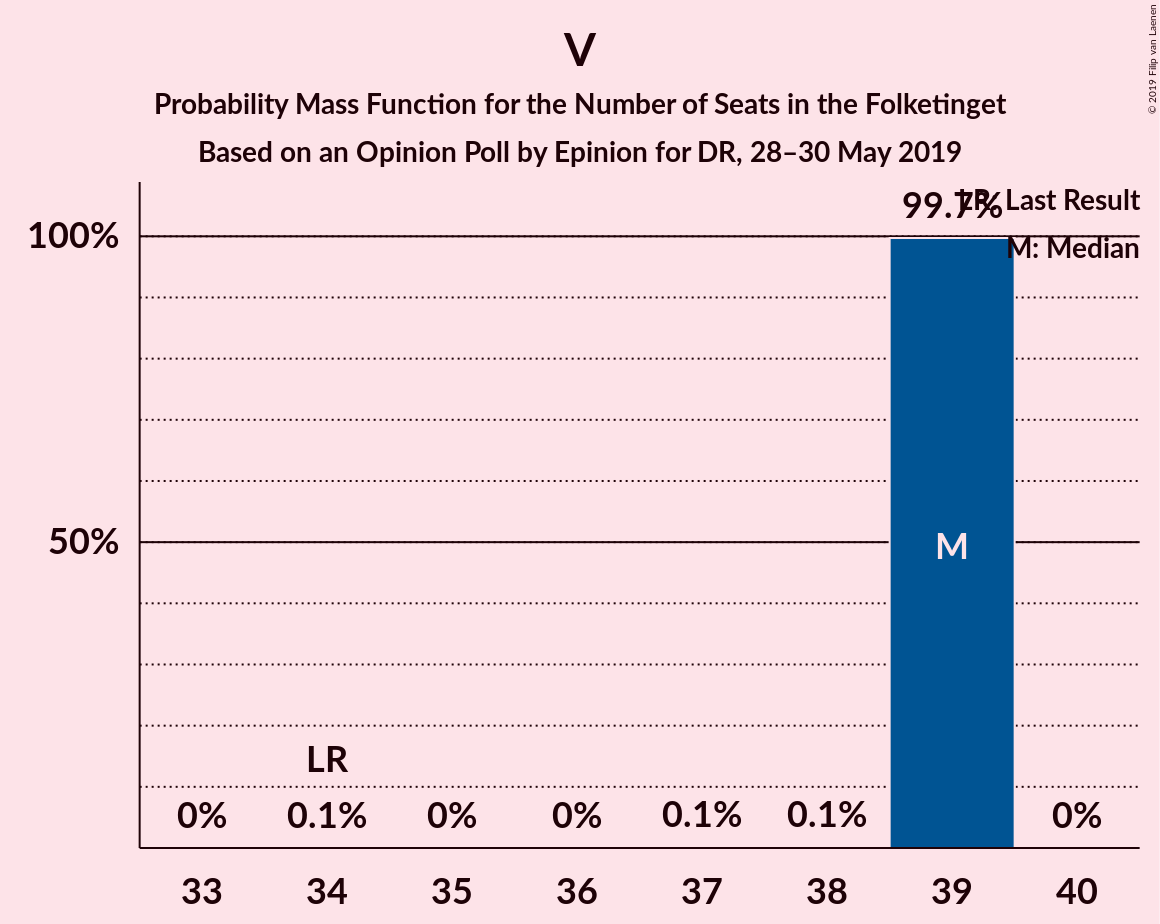 V
Probability Mass Function for the Number of Seats in the Folketinget
Based on an Opinion Poll by Epinion for DR, 28–30 May 2019
© 2019 Filip van Laenen
99.7%
LR: Last Result
M: Median
100%
50%
M
LR
0% 0.1% 0% 0% 0.1% 0.1% 0%
33 34 35 36 37 38 39 40